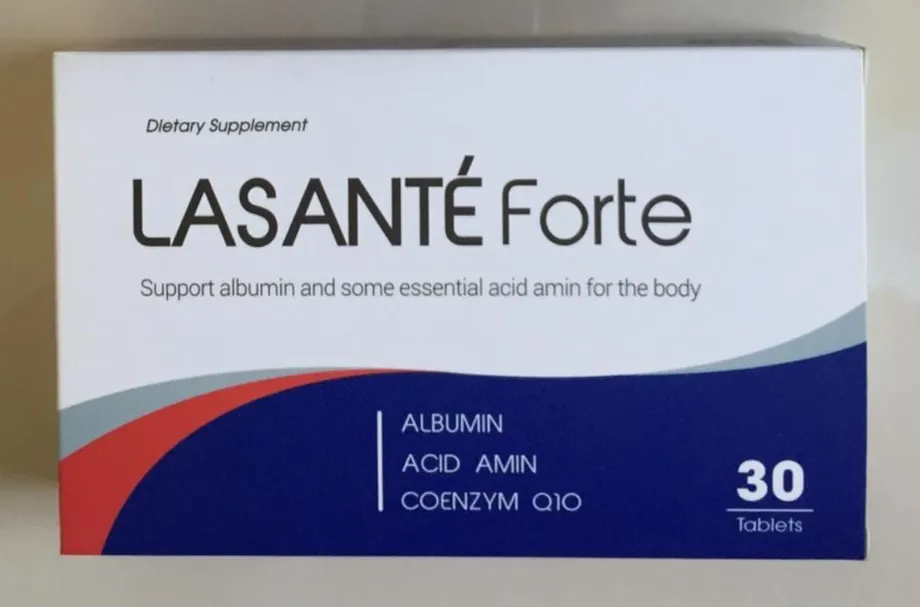 Dietary Supplement
LASANTÉ Forte
Support albumin and some essential acid amin for the body
ALBUMIN
ACID AMIN
COENZYM Q10
30
Tablets